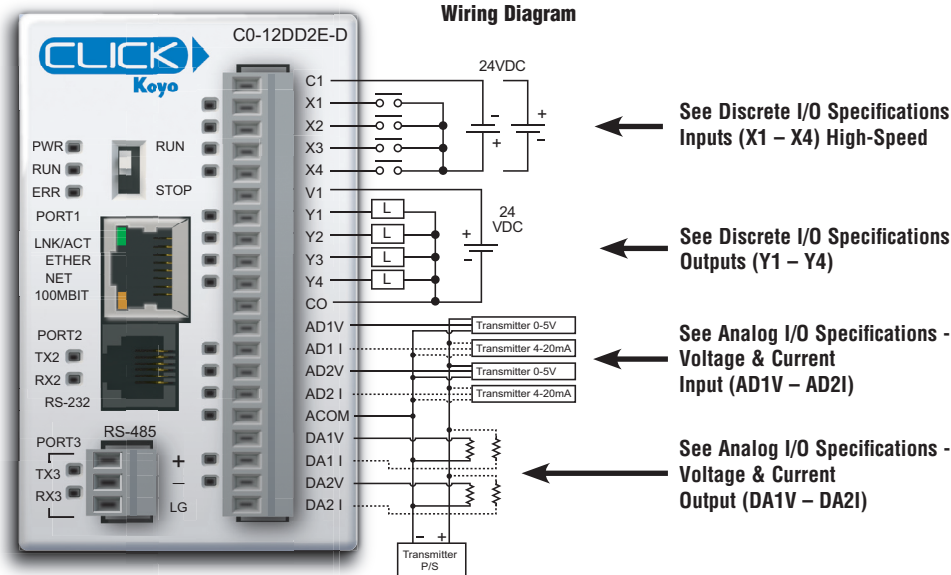 Wiring Diagram
CLICK
Koyo
C0-12DD2E-D
PWR
RUN
ERR
RUN
STOP
PORT1
LNK/ACT
ETHER
NET
100MBIT
PORT2
TX2
RX2
RS-232
RS-485
PORT3
TX3
RX3
+
–
LG
C1
X1
X2
X3
X4
V1
Y1
Y2
Y3
Y4
CO
AD1V
AD1 I
AD2V
AD2 I
ACOM
DA1V
DA1 I
DA2V
DA2 I
24VDC
-
+
+
-
L
L
L
L
24
VDC
+
-
Transmitter 0-5V
Transmitter 4-20mA
Transmitter 0-5V
Transmitter 4-20mA
- +
Transmitter
P/S
See Discrete I/O Specifications
Inputs (X1 – X4) High-Speed
See Discrete I/O Specifications
Outputs (Y1 – Y4)
See Analog I/O Specifications -
Voltage & Current
Input (AD1V – AD2I)
See Analog I/O Specifications -
Voltage & Current
Output (DA1V – DA2I)